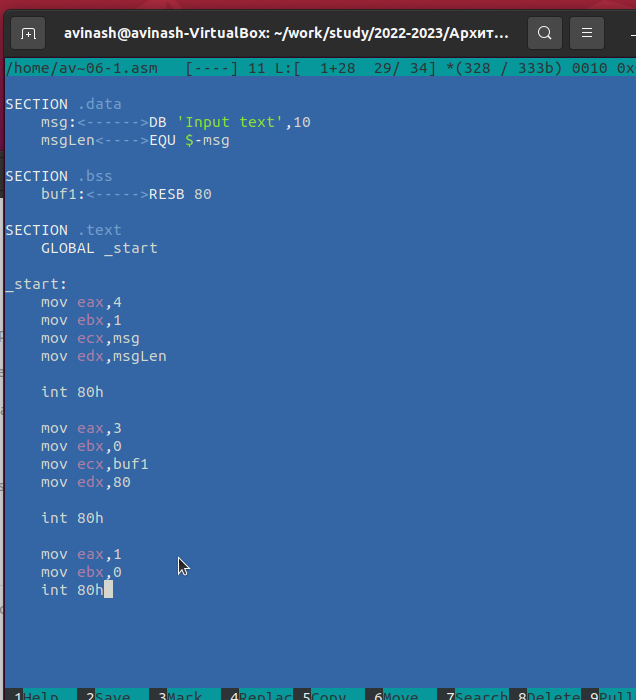 avinash@avinash-VirtualBox: ~/work/study/2022-2023/Архит...
/home/av~06-1.asm   [----] 11 L:[  1+28  29/ 34] *(328 / 333b) 0010 0x
SECTION .data
    msg:<------>DB 'Input text',10
    msgLen<---->EQU $-msg
SECTION .bss
    buf1:<----->RESB 80
SECTION .text
    GLOBAL _start
_start:
    mov eax,4
    mov ebx,1
    mov ecx,msg
    mov edx,msgLen
    int 80h
    mov eax,3
    mov ebx,0
    mov ecx,buf1
    mov edx,80
    int 80h
    mov eax,1
    mov ebx,0
    int 80h
1Help 2Save 3Mark 4Replac 5Copy 6Move 7Search 8Delete 9Pull